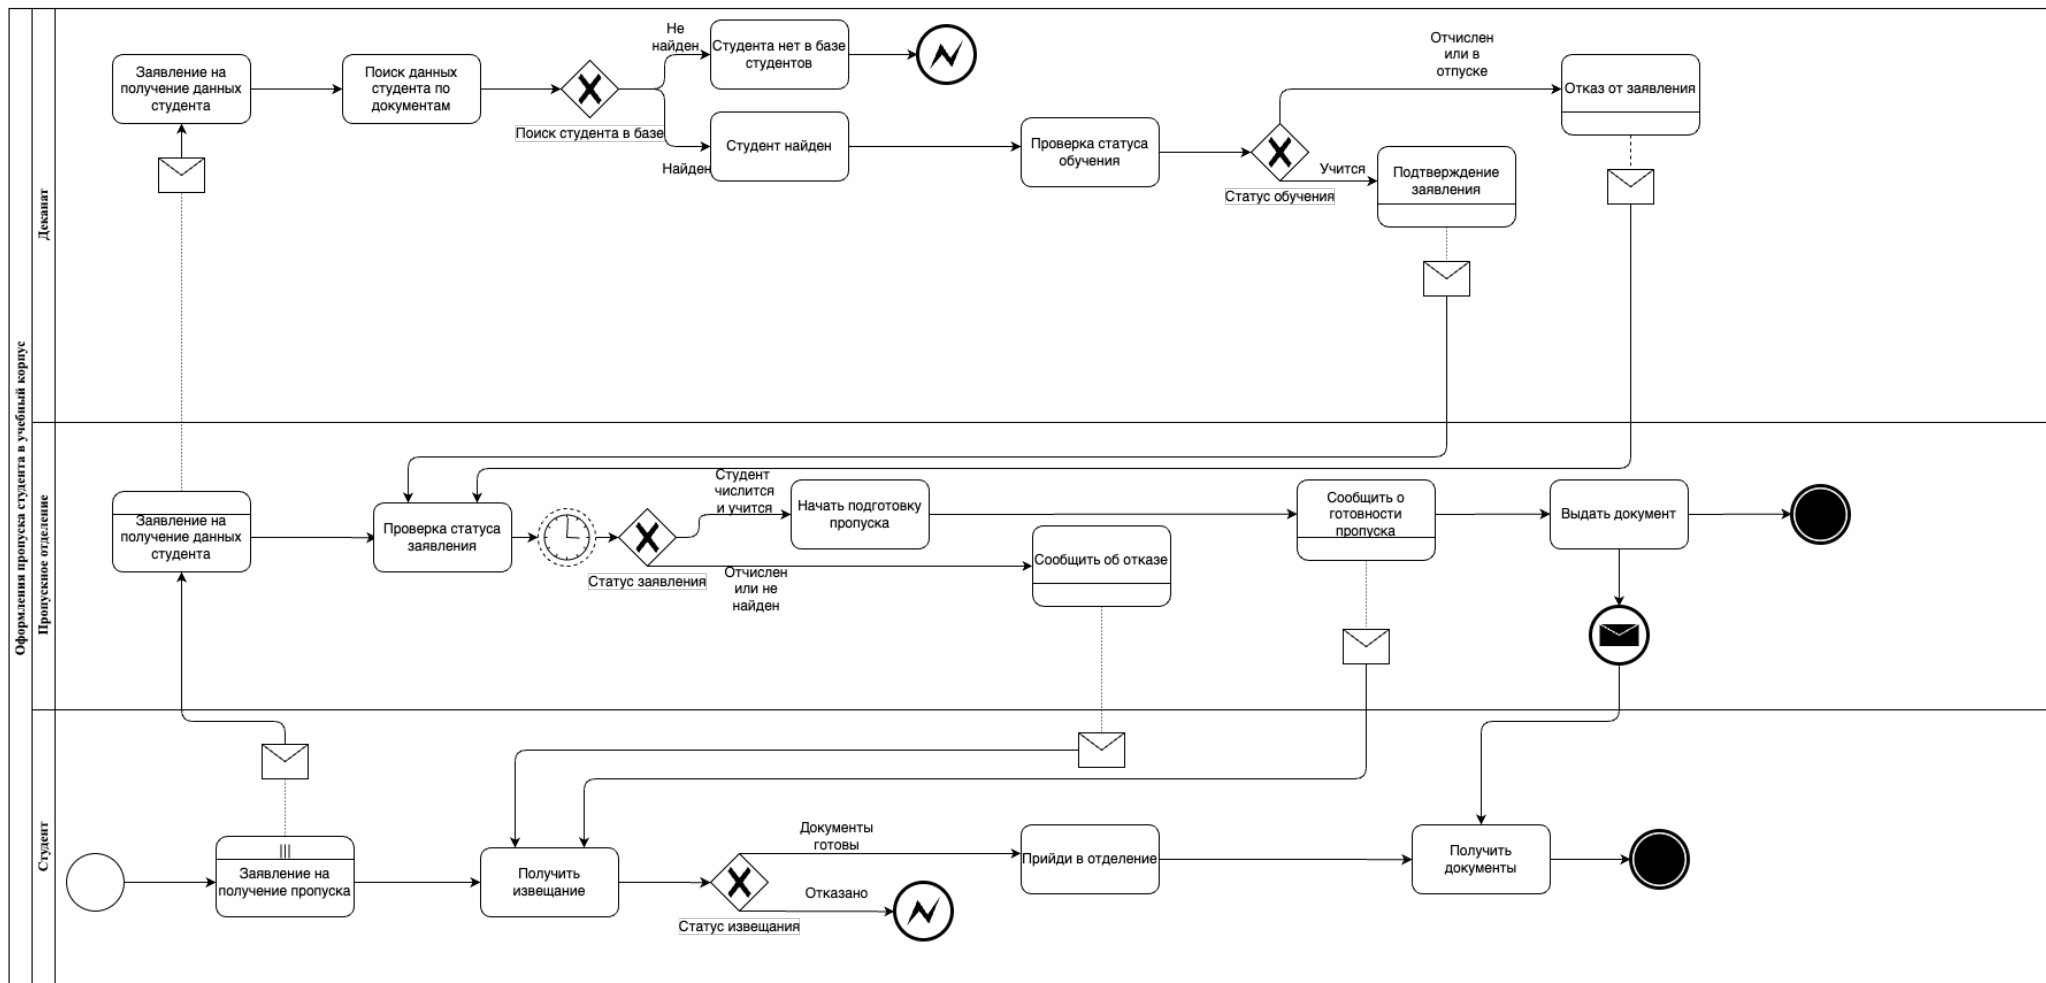 Оформления пропуска студента в учебный корпус
Деканат
Заявление на
получение данных
студента
Поиск данных
студента по
документам
Поиск студента в базе
Не
найден
Студента нет в базе
студентов
Найден
Студент найден
Проверка статуса
обучения
Статус обучения
Отчислен
или в
отпуске
Отказ от заявления
Учится
Подтверждение
заявления
Пропускное отделение
Заявление на
получение данных
студента
Проверка статуса
заявления
Статус заявления
Студент
числится
и учится
Начать подготовку
пропуска
Отчислен
или не
найден
Сообщить об отказе
Сообщить о
готовности
пропуска
Выдать документ
Студент
Заявление на
получение пропуска
Получить
извещание
Статус извещания
Документы
готовы
Отказано
Прийди в отделение
Получить
документы